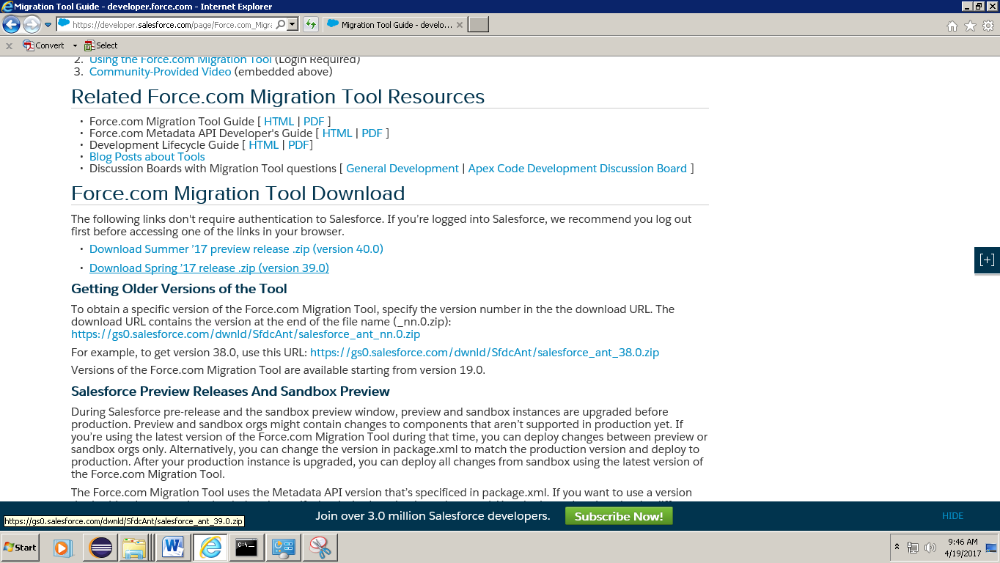 Migration Tool Guide - developer.force.com - Internet Explorer
https://developer.salesforce.com/page/Force.com_Migra
Migration Tool Guide - develo...
Convert Select
2. Using the Force.com Migration Tool (Login Required)
3. Community-Provided Video (embedded above)
Related Force.com Migration Tool Resources
• Force.com Migration Tool Guide [ HTML | PDF ]
• Force.com Metadata API Developer's Guide [ HTML | PDF ]
• Development Lifecycle Guide [ HTML | PDF]
• Blog Posts about Tools
• Discussion Boards with Migration Tool questions [ General Development | Apex Code Development Discussion Board ]
Force.com Migration Tool Download
The following links don't require authentication to Salesforce. If you’re logged into Salesforce, we recommend you log out
first before accessing one of the links in your browser.
• Download Summer ’17 preview release .zip (version 40.0)
[+]
• Download Spring ’17 release .zip (version 39.0)
Getting Older Versions of the Tool
To obtain a specific version of the Force.com Migration Tool, specify the version number in the the download URL. The
download URL contains the version at the end of the file name (_nn.0.zip):
https://gs0.salesforce.com/dwnld/SfdcAnt/salesforce_ant_nn.0.zip
For example, to get version 38.0, use this URL: https://gs0.salesforce.com/dwnld/SfdcAnt/salesforce_ant_38.0.zip
Versions of the Force.com Migration Tool are available starting from version 19.0.
Salesforce Preview Releases And Sandbox Preview
During Salesforce pre-release and the sandbox preview window, preview and sandbox instances are upgraded before
production. Preview and sandbox orgs might contain changes to components that aren’t supported in production yet. If
you’re using the latest version of the Force.com Migration Tool during that time, you can deploy changes between preview or
sandbox orgs only. Alternatively, you can change the version in package.xml to match the production version and deploy to
production. After your production instance is upgraded, you can deploy all changes from sandbox using the latest version of
the Force.com Migration Tool.
The Force.com Migration Tool uses the Metadata API version that’s specificed in package.xml. If you want to use a version
Join over 3.0 million Salesforce developers. Subscribe Now! HIDE
https://gs0.salesforce.com/dwnld/SfdcAnt/salesforce_ant_39.0.zip
Start
9:46 AM
4/19/2017